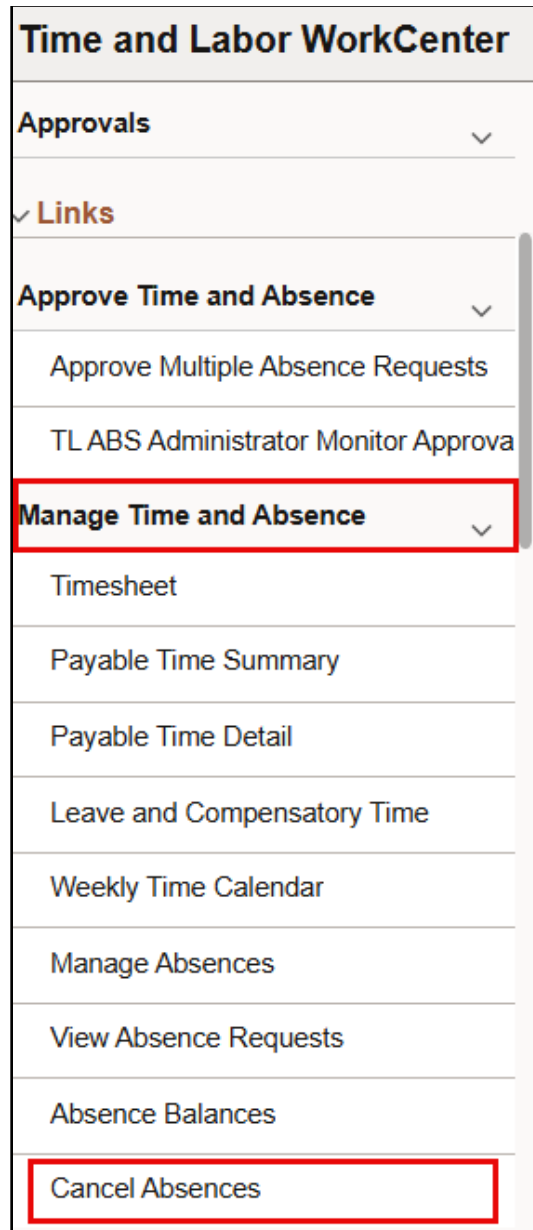 Time and Labor WorkCenter
Approvals
Links
Approve Time and Absence
Approve Multiple Absence Requests
TL ABS Administrator Monitor Approva
Manage Time and Absence
Timesheet
Payable Time Summary
Payable Time Detail
Leave and Compensatory Time
Weekly Time Calendar
Manage Absences
View Absence Requests
Absence Balances
Cancel Absences